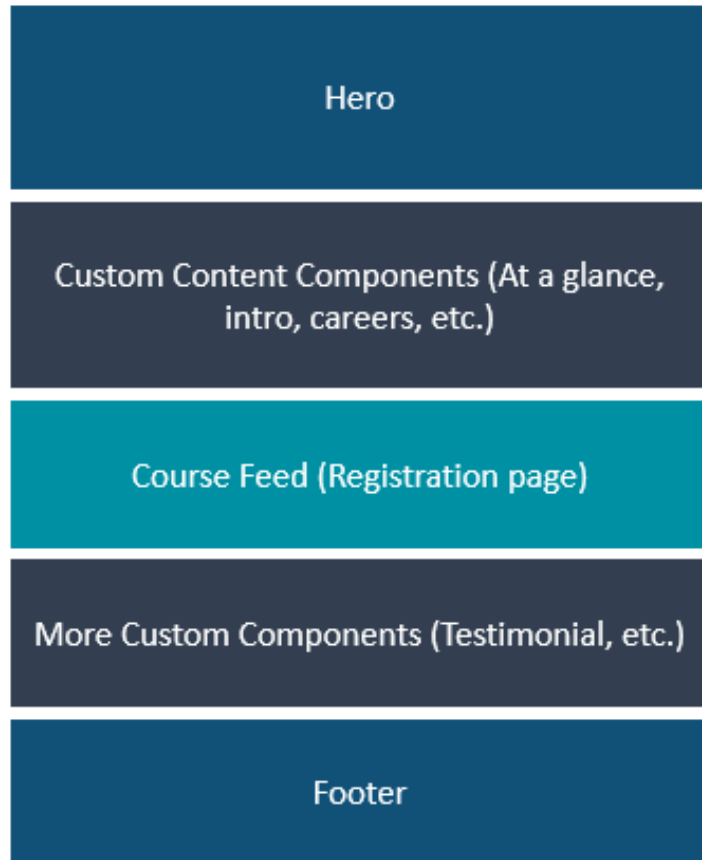 Hero
Custom Content Components (At a glance,
intro, careers, etc.)
Course Feed (Registration page)
More Custom Components (Testimonial, etc.)
Footer